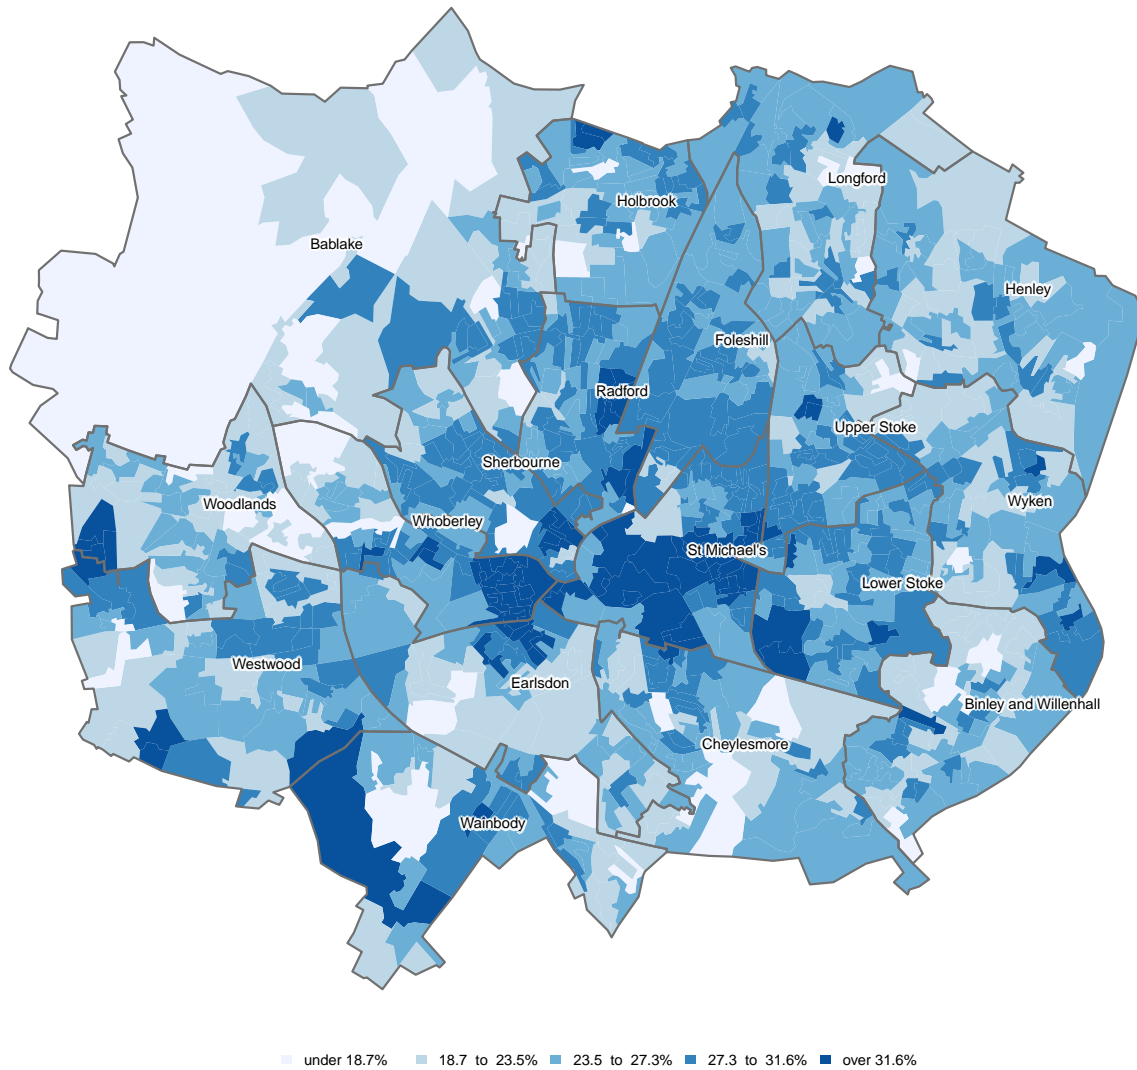 Longford
Holbrook
Bablake
Henley
Foleshill
Radford
Upper Stoke
Sherbourne
Woodlands
Wyken
Whoberley
St Michael's
Lower Stoke
Westwood
Earlsdon
Binley and Willenhall
Cheylesmore
Wainbody
under 18.7% 18.7 to 23.5% 23.5 to 27.3% 27.3 to 31.6% over 31.6%